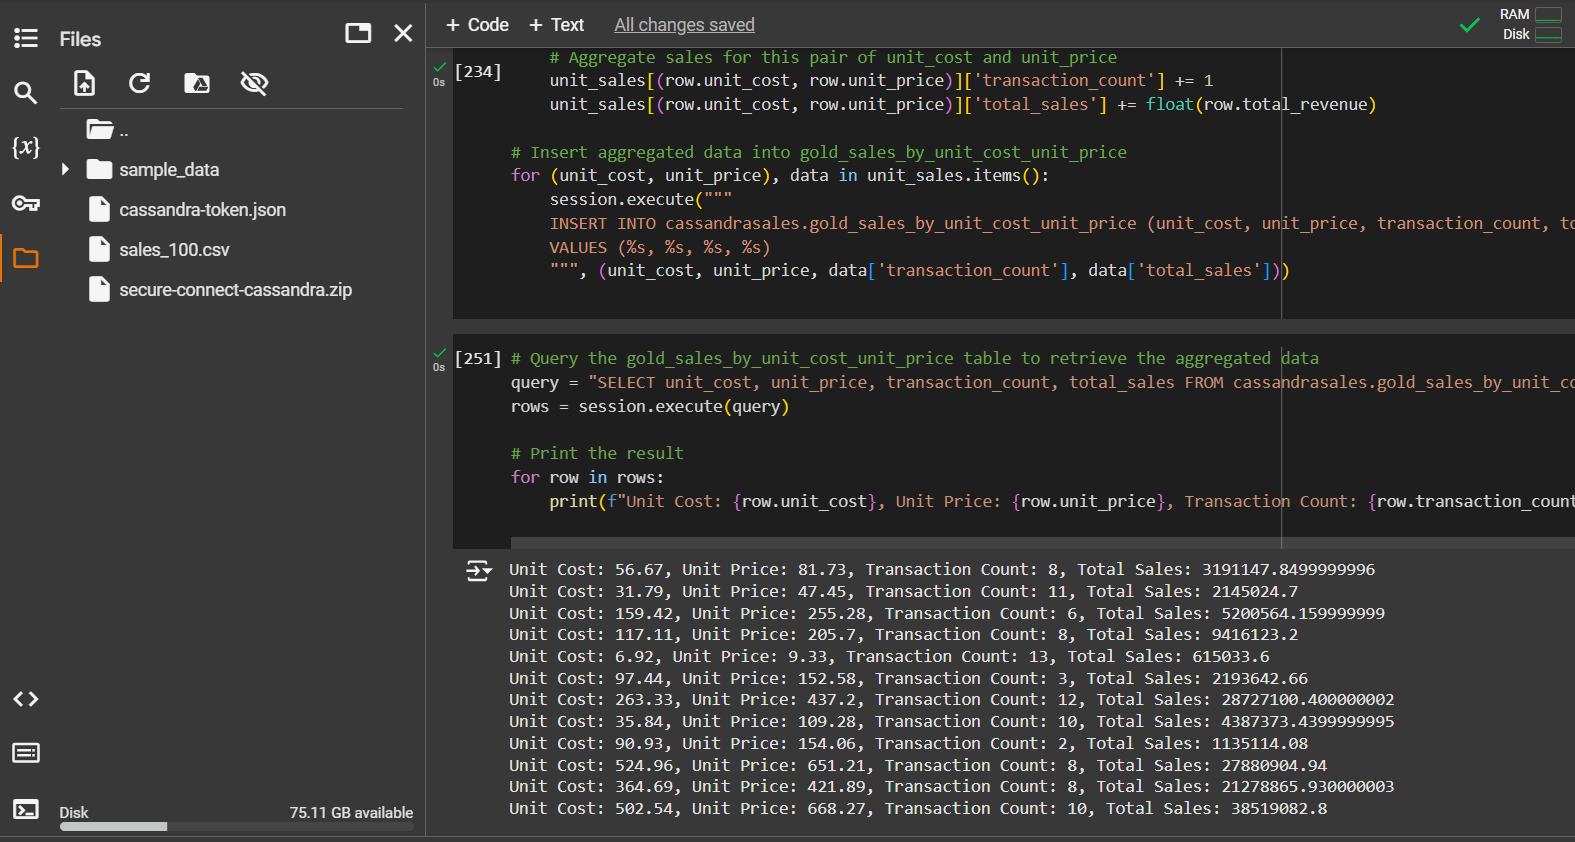 Files
+ Code + Text All changes saved
RAM
Disk
{x}
..
sample_data
cassandra-token.json
sales_100.csv
secure-connect-cassandra.zip
Disk 75.11 GB available
0s
[234]
# Aggregate sales for this pair of unit_cost and unit_price
unit_sales[(row.unit_cost, row.unit_price)]['transaction_count'] += 1
unit_sales[(row.unit_cost, row.unit_price)]['total_sales'] += float(row.total_revenue)
# Insert aggregated data into gold_sales_by_unit_cost_unit_price
for (unit_cost, unit_price), data in unit_sales.items():
session.execute("""
INSERT INTO cassandrasales.gold_sales_by_unit_cost_unit_price (unit_cost, unit_price, transaction_count,
VALUES (%s, %s, %s, %s)
""", (unit_cost, unit_price, data['transaction_count'], data['total_sales']))
0s
[251] # Query the gold_sales_by_unit_cost_unit_price table to retrieve the aggregated data
query = "SELECT unit_cost, unit_price, transaction_count, total_sales FROM cassandrasales.gold_sales_by_unit_co
rows = session.execute(query)
# Print the result
for row in rows:
print(f"Unit Cost: {row.unit_cost}, Unit Price: {row.unit_price}, Transaction Count: {row.transaction_count
Unit Cost: 56.67, Unit Price: 81.73, Transaction Count: 8, Total Sales: 3191147.8499999996
Unit Cost: 31.79, Unit Price: 47.45, Transaction Count: 11, Total Sales: 2145024.7
Unit Cost: 159.42, Unit Price: 255.28, Transaction Count: 6, Total Sales: 5200564.159999999
Unit Cost: 117.11, Unit Price: 205.7, Transaction Count: 8, Total Sales: 9416123.2
Unit Cost: 6.92, Unit Price: 9.33, Transaction Count: 13, Total Sales: 615033.6
Unit Cost: 97.44, Unit Price: 152.58, Transaction Count: 3, Total Sales: 2193642.66
Unit Cost: 263.33, Unit Price: 437.2, Transaction Count: 12, Total Sales: 28727100.400000002
Unit Cost: 35.84, Unit Price: 109.28, Transaction Count: 10, Total Sales: 4387373.4399999995
Unit Cost: 90.93, Unit Price: 154.06, Transaction Count: 2, Total Sales: 1135114.08
Unit Cost: 524.96, Unit Price: 651.21, Transaction Count: 8, Total Sales: 27880904.94
Unit Cost: 364.69, Unit Price: 421.89, Transaction Count: 8, Total Sales: 21278865.930000003
Unit Cost: 502.54, Unit Price: 668.27, Transaction Count: 10, Total Sales: 38519082.8